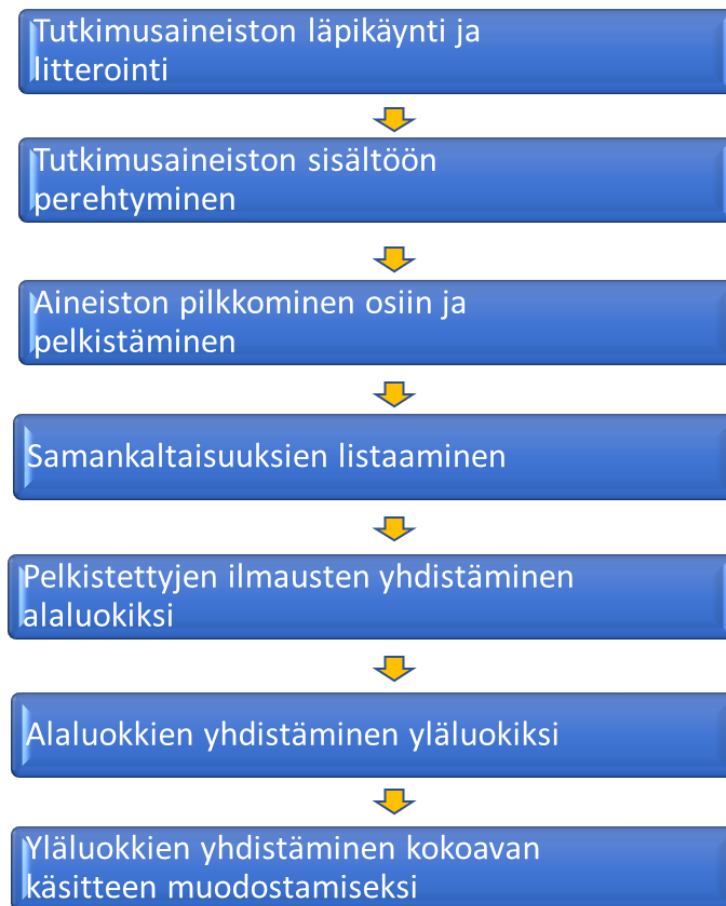 Tutkimusaineiston läpikäynti ja
litterointi
Tutkimusaineiston sisältöön
perehtyminen
Aineiston pilkkominen osiin ja
pelkistäminen
Samankaltaisuuksien listaaminen
Pelkistettyjen ilmausten yhdistäminen
alaluokiksi
Alaluokkien yhdistäminen yläluokiksi
Yläluokkien yhdistäminen kokoavan
käsitteen muodostamiseksi